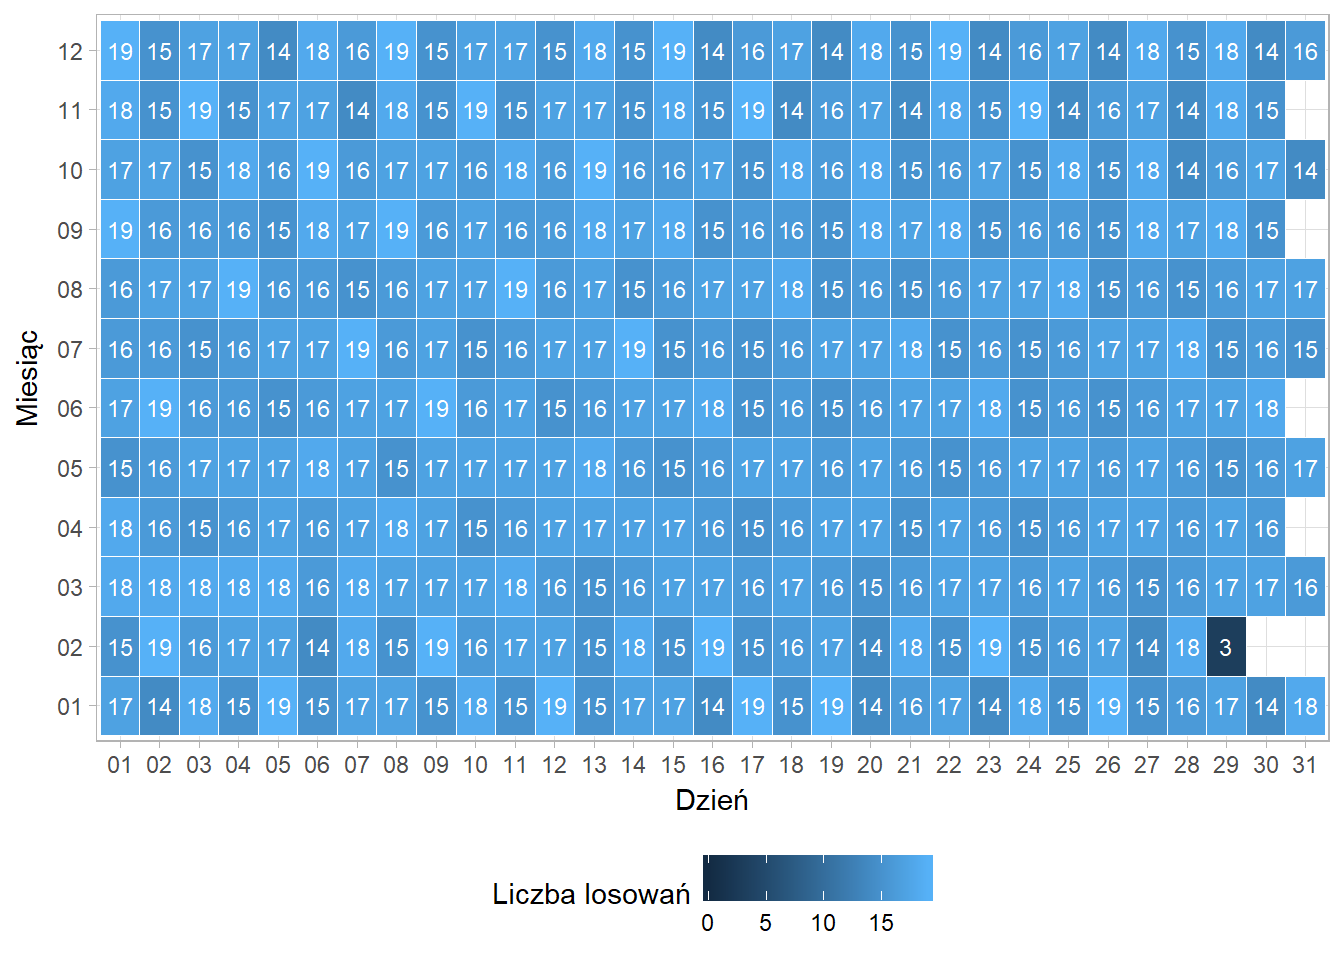 12 19 15 17 17 14 18 16 19 15 17 17 15 18 15 19 14 16 17 14 18 15 19 14 16 17 14 18 15 18 14 16
11 18 15 19 15 17 17 14 18 15 19 15 17 17 15 18 15 19 14 16 17 14 18 15 19 14 16 17 14 18 15
10 17 17 15 18 16 19 16 17 17 16 18 16 19 16 16 17 15 18 16 18 15 16 17 15 18 15 18 14 16 17 14
09 19 16 16 16 15 18 17 19 16 17 16 16 18 17 18 15 16 16 15 18 17 18 15 16 16 15 18 17 18 15
08 16 17 17 19 16 16 15 16 17 17 19 16 17 15 16 17 17 18 15 16 15 16 17 17 18 15 16 15 16 17 17
07 16 16 15 16 17 17 19 16 17 15 16 17 17 19 15 16 15 16 17 17 18 15 16 15 16 17 17 18 15 16 15
Miesiąc
06 17 19 16 16 15 16 17 17 19 16 17 15 16 17 17 18 15 16 15 16 17 17 18 15 16 15 16 17 17 18
05 15 16 17 17 17 18 17 15 17 17 17 17 18 16 15 16 17 17 16 17 16 15 16 17 17 16 17 16 15 16 17
04 18 16 15 16 17 16 17 18 17 15 16 17 17 17 17 16 15 16 17 17 15 17 16 15 16 17 17 16 17 16
03 18 18 18 18 18 16 18 17 17 17 18 16 15 16 17 17 16 17 16 15 16 17 17 16 17 16 15 16 17 17 16
02 15 19 16 17 17 14 18 15 19 16 17 17 15 18 15 19 15 16 17 14 18 15 19 15 16 17 14 18 3
01 17 14 18 15 19 15 17 17 15 18 15 19 15 17 17 14 19 15 19 14 16 17 14 18 15 19 15 16 17 14 18
01 02 03 04 05 06 07 08 09 10 11 12 13 14 15 16 17 18 19 20 21 22 23 24 25 26 27 28 29 30 31
Dzień
Liczba losowań
0 5 10 15